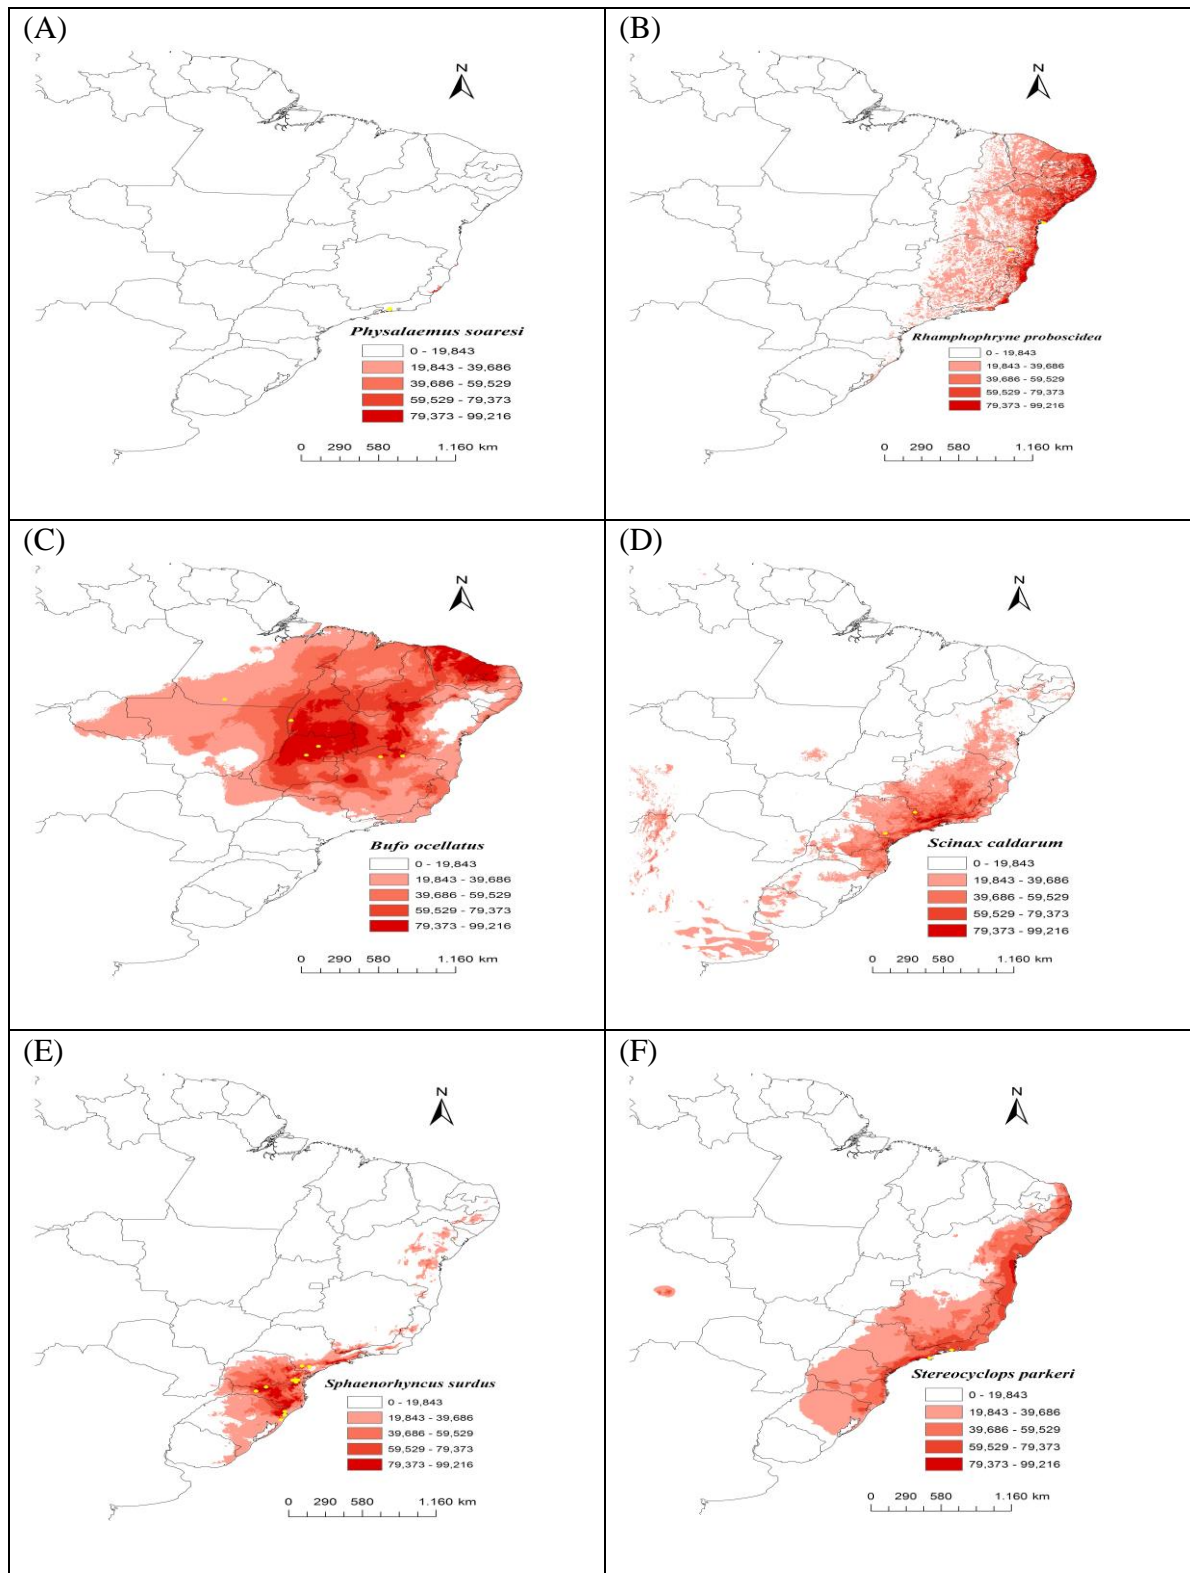 (A)
N
Physalaemus soaresi
0 - 19,843
19,843 - 39,686
39,686 - 59,529
59,529 - 79,373
79,373 - 99,216
0 290 580 1.160 km
(B)
N
Rhamphophryne proboscidea
0 - 19,843
19,843 - 39,686
39,686 - 59,529
59,529 - 79,373
79,373 - 99,216
0 290 580 1.160 km
(C)
N
Bufo ocellatus
0 - 19,843
19,843 - 39,686
39,686 - 59,529
59,529 - 79,373
79,373 - 99,216
0 290 580 1.160 km
(D)
N
Scinax caldarum
0 - 19,843
19,843 - 39,686
39,686 - 59,529
59,529 - 79,373
79,373 - 99,216
0 290 580 1.160 km
(E)
N
Sphaenorhyncus surdus
0 - 19,843
19,843 - 39,686
39,686 - 59,529
59,529 - 79,373
79,373 - 99,216
0 290 580 1.160 km
(F)
N
Stereocyclops parkeri
0 - 19,843
19,843 - 39,686
39,686 - 59,529
59,529 - 79,373
79,373 - 99,216
0 290 580 1.160 km